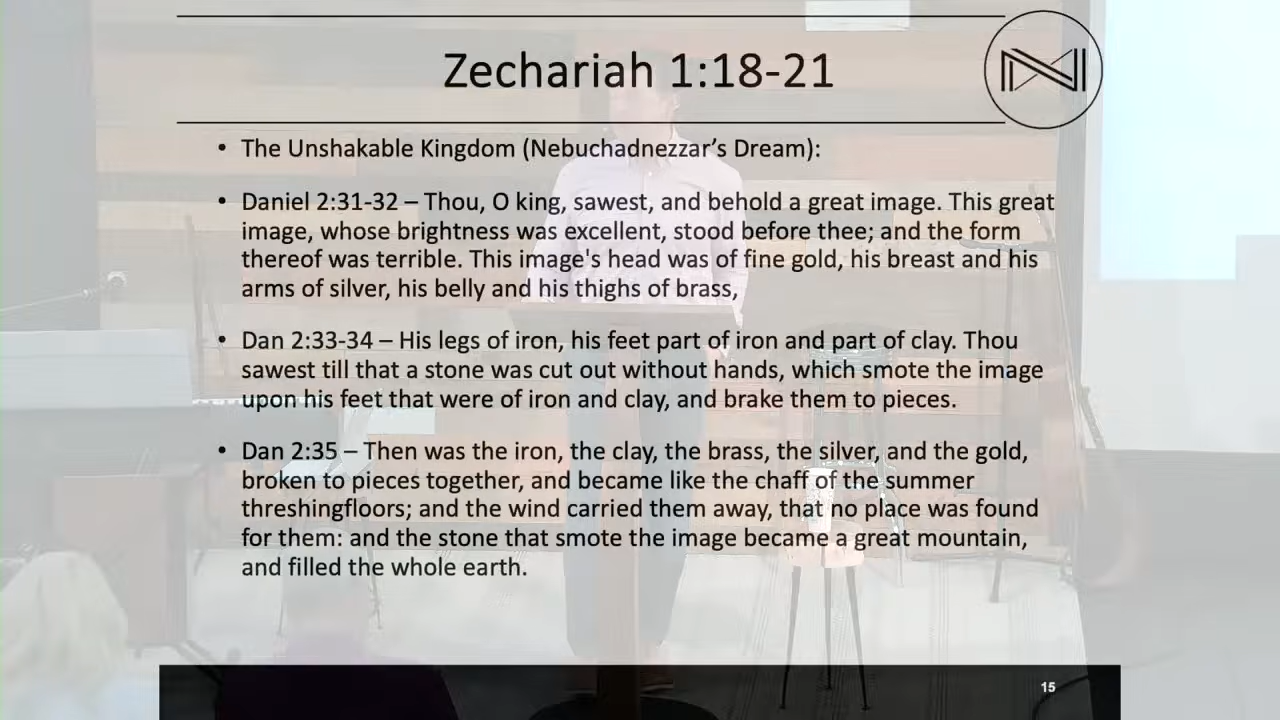 Zechariah 1:18-21
• The Unshakable Kingdom (Nebuchadnezzar’s Dream):
• Daniel 2:31-32 – Thou, O king, sawest, and behold a great image. This great
image, whose brightness was excellent, stood before thee; and the form
thereof was terrible. This image's head was of fine gold, his breast and his
arms of silver, his belly and his thighs of brass,
• Dan 2:33-34 – His legs of iron, his feet part of iron and part of clay. Thou
sawest till that a stone was cut out without hands, which smote the image
upon his feet that were of iron and clay, and brake them to pieces.
• Dan 2:35 – Then was the iron, the clay, the brass, the silver, and the gold,
broken to pieces together, and became like the chaff of the summer
threshingfloors; and the wind carried them away, that no place was found
for them: and the stone that smote the image became a great mountain,
and filled the whole earth.
15